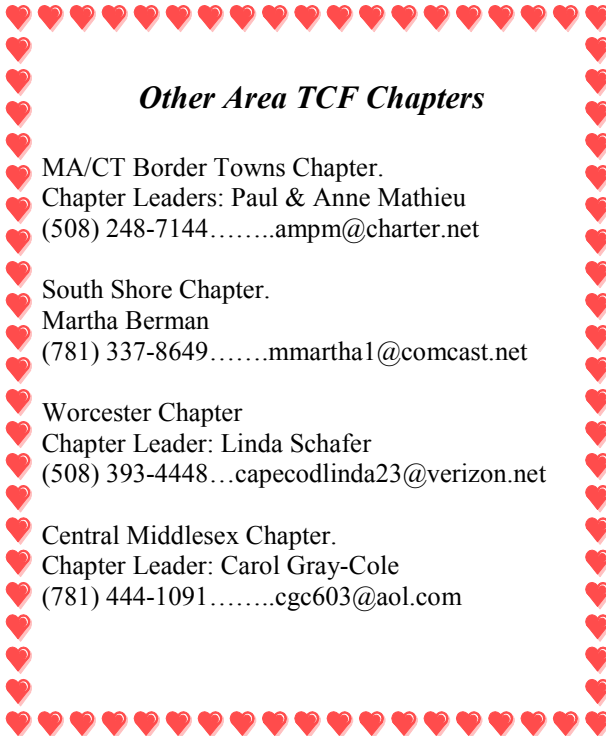 Other Area TCF Chapters
MA/CT Border Towns Chapter.
Chapter Leaders: Paul & Anne Mathieu
(508) 248-7144……..ampm@charter.net
South Shore Chapter.
Martha Berman
(781) 337-8649…….mmartha1@comcast.net
Worcester Chapter
Chapter Leader: Linda Schafer
(508) 393-4448…capecodlinda23@verizon.net
Central Middlesex Chapter.
Chapter Leader: Carol Gray-Cole
(781) 444-1091……..cgc603@aol.com